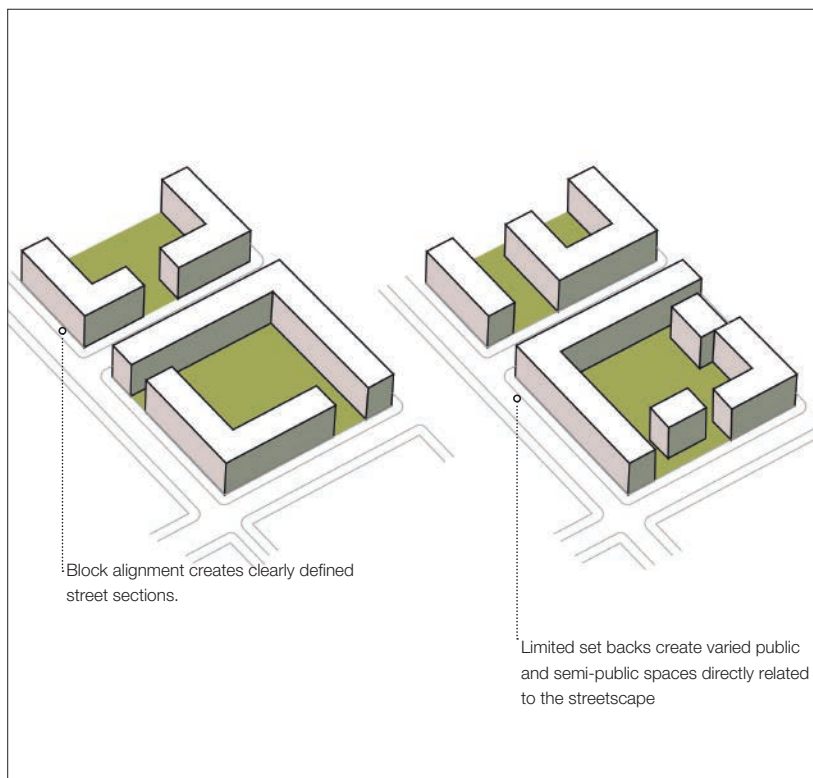 Block alignment creates clearly defined
street sections.
Limited set backs create varied public
and semi-public spaces directly related
to the streetscape